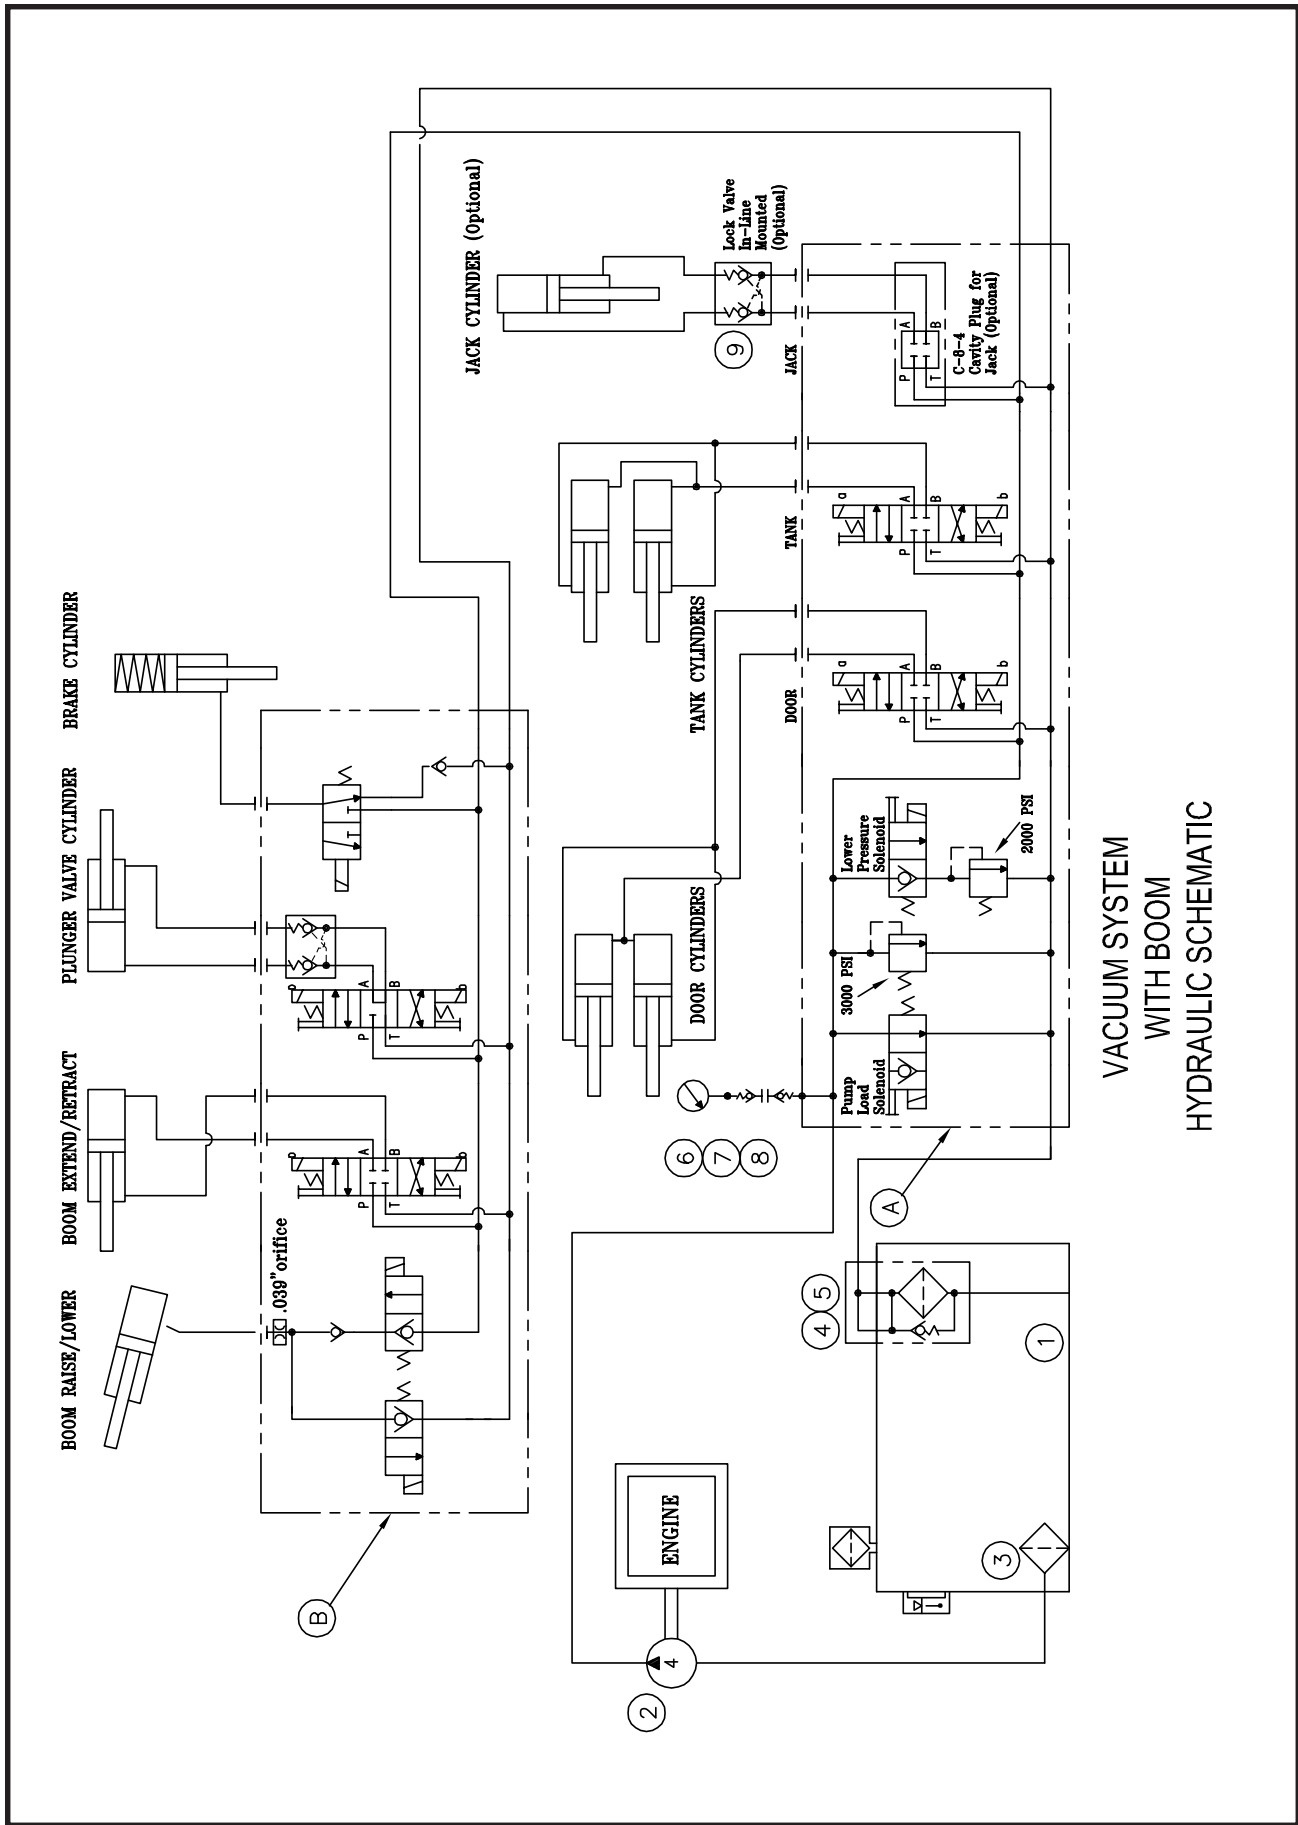 BOOM RAISE/LOWER
BOOM EXTEND/RETRACT
PLUNGER VALVE CYLINDER
BRAKE CYLINDER
.039"orifice
P
T
A
B
P
T
A
B
B
JACK CYLINDER (Optional)
Lock Valve
In-Line
Mounted
(Optional)
9
DOOR CYLINDERS
TANK CYLINDERS
DOOR
TANK
JACK
6
7
8
Pump
Load
Solenoid
3000 PSI
Lower
Pressure
Solenoid
2000 PSI
P
T
A
B
a
b
P
T
A
B
a
b
P
T
A
B
C-8-4
Cavity Plug for
Jack (Optional)
A
ENGINE
4
2
4
5
1
3
VACUUM SYSTEM
WITH BOOM
HYDRAULIC SCHEMATIC